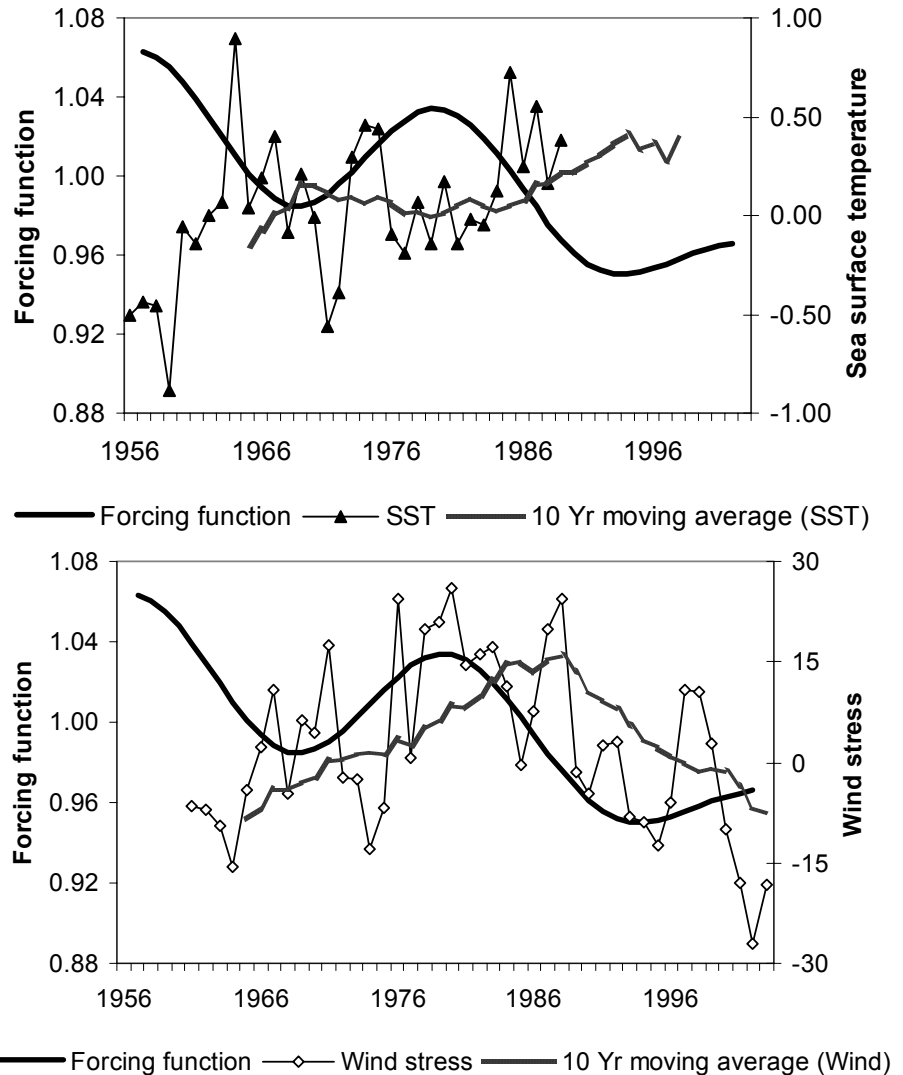 1.08
1.04
1.00
0.96
0.92
0.88
Forcing function
1.00
0.50
0.00
-0.50
-1.00
Sea surface temperature
1956 1966 1976 1986 1996
Forcing function SST 10 Yr moving average (SST)
1.08
1.04
1.00
0.96
0.92
0.88
Forcing function
30
15
0
-15
-30
Wind stress
1956 1966 1976 1986 1996
Forcing function Wind stress 10 Yr moving average (Wind)